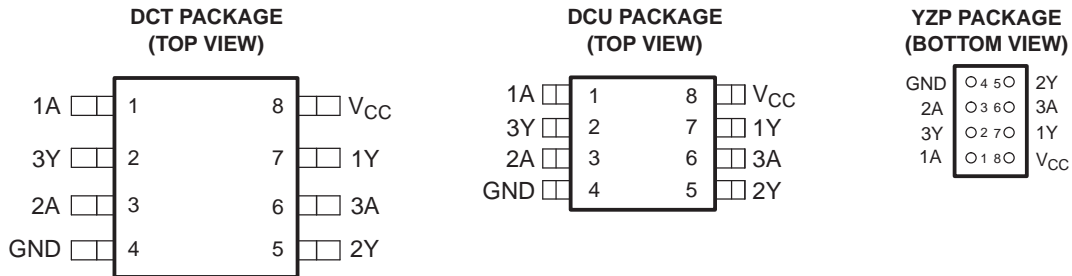 DCT PACKAGE
(TOP VIEW)
1A 1 8 VCC
3Y 2 7 1Y
2A 3 6 3A
GND 4 5 2Y
DCU PACKAGE
(TOP VIEW)
1A 1 8 VCC
3Y 2 7 1Y
2A 3 6 3A
GND 4 5 2Y
YZP PACKAGE
(BOTTOM VIEW)
GND 4 5 2Y
2A 3 6 3A
3Y 2 7 1Y
1A 1 8 VCC